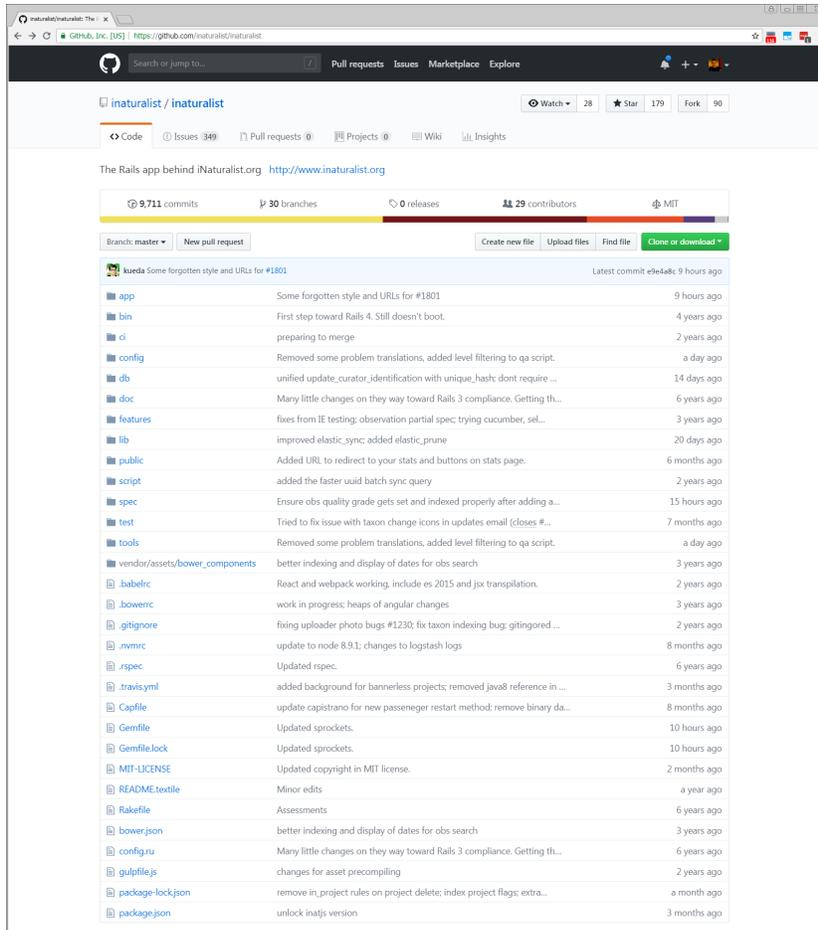 inaturalist/inaturalist: The R
GitHub, Inc. [US] | https://github.com/inaturalist/inaturalist
Search or jump to... / Pull requests Issues Marketplace Explore
inaturalist / inaturalist Watch 28 Star 179 Fork 90
Code Issues 349 Pull requests 0 Projects 0 Wiki Insights
The Rails app behind iNaturalist.org http://www.inaturalist.org
9,711 commits 30 branches 0 releases 29 contributors MIT
Branch: master New pull request Create new file Upload files Find file Clone or download
kueda Some forgotten style and URLs for #1801 Latest commit e9e4a8c 9 hours ago
app Some forgotten style and URLs for #1801 9 hours ago
bin First step toward Rails 4. Still doesn't boot. 4 years ago
ci preparing to merge 2 years ago
config Removed some problem translations, added level filtering to qa script. a day ago
db unified update_curator_identification with unique_hash; dont require ... 14 days ago
doc Many little changes on they way toward Rails 3 compliance. Getting th... 6 years ago
features fixes from IE testing; observation partial spec; trying cucumber, sel... 3 years ago
lib improved elastic_sync; added elastic_prune 20 days ago
public Added URL to redirect to your stats and buttons on stats page. 6 months ago
script added the faster uuid batch sync query 2 years ago
spec Ensure obs quality grade gets set and indexed properly after adding a... 15 hours ago
test Tried to fix issue with taxon change icons in updates email (closes #... 7 months ago
tools Removed some problem translations, added level filtering to qa script. a day ago
vendor/assets/bower_components better indexing and display of dates for obs search 3 years ago
.babelrc React and webpack working, include es 2015 and jsx transpilation. 2 years ago
.bowerrc work in progress; heaps of angular changes 3 years ago
.gitignore fixing uploader photo bugs #1230; fix taxon indexing bug; gitingored ... 2 years ago
.nvmrc update to node 8.9.1; changes to logstash logs 8 months ago
.rspec Updated rspec. 6 years ago
.travis.yml added background for bannerless projects; removed java8 reference in ... 3 months ago
Capfile update capistrano for new passeneger restart method; remove binary da... 8 months ago
Gemfile Updated sprockets. 10 hours ago
Gemfile.lock Updated sprockets. 10 hours ago
MIT-LICENSE Updated copyright in MIT license. 2 months ago
README.textile Minor edits a year ago
Rakefile Assessments 6 years ago
bower.json better indexing and display of dates for obs search 3 years ago
config.ru Many little changes on they way toward Rails 3 compliance. Getting th... 6 years ago
gulpfile.js changes for asset precompiling 2 years ago
package-lock.json remove in_project rules on project delete; index project flags; extra... a month ago
package.json unlock inatjs version 3 months ago